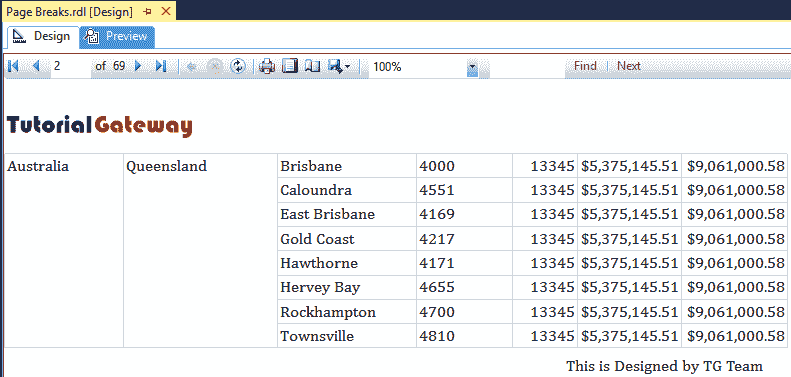 Page Breaks.rdl [Design]
Design Preview
2 of 69 100% Find | Next
TutorialGateway
Australia Queensland Brisbane 4000 13345 $5,375,145.51 $9,061,000.58
Caloundra 4551 13345 $5,375,145.51 $9,061,000.58
East Brisbane 4169 13345 $5,375,145.51 $9,061,000.58
Gold Coast 4217 13345 $5,375,145.51 $9,061,000.58
Hawthorne 4171 13345 $5,375,145.51 $9,061,000.58
Hervey Bay 4655 13345 $5,375,145.51 $9,061,000.58
Rockhampton 4700 13345 $5,375,145.51 $9,061,000.58
Townsville 4810 13345 $5,375,145.51 $9,061,000.58
This is Designed by TG Team